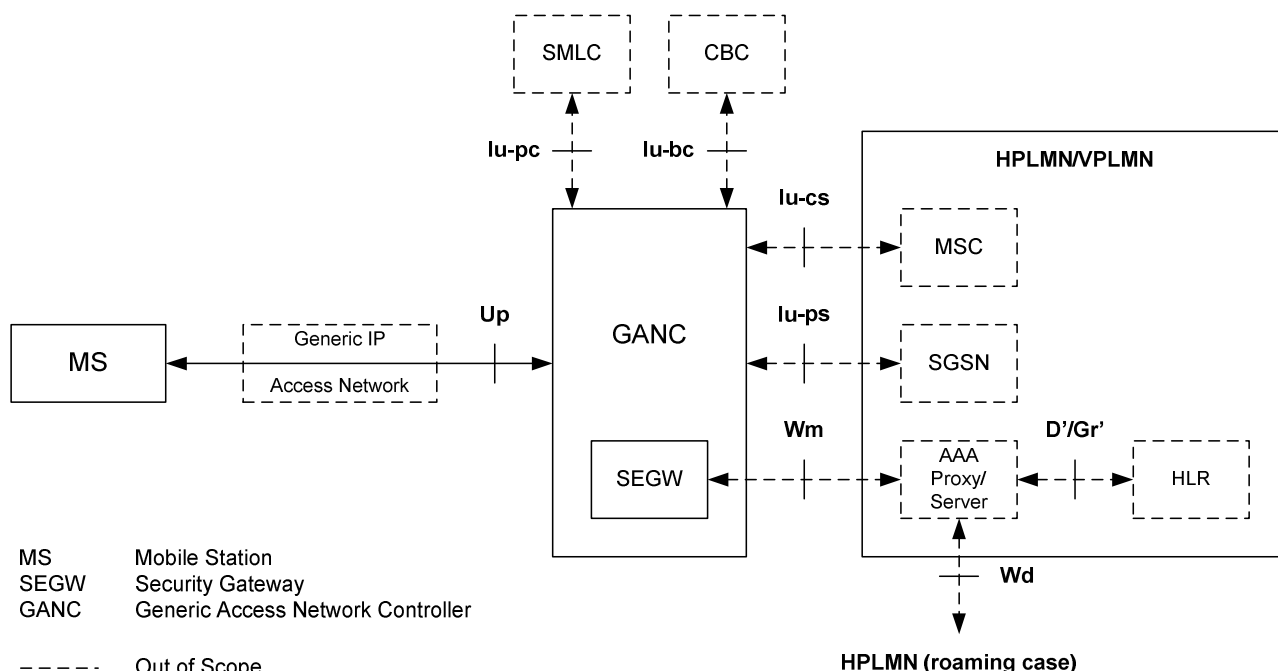 SMLC
CBC
Iu-pc
Iu-bc
HPLMN/VPLMN
Iu-cs
MSC
Up
Iu-ps
Generic IP
Access Network
MS
GANC
SGSN
Wm
D’/Gr’
SEGW
AAA
Proxy/
Server
HLR
Wd
MS Mobile Station
SEGW Security Gateway
GANC Generic Access Network Controller
Out of Scope
HPLMN (roaming case)